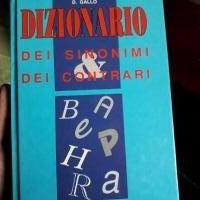 D. GALLO
DIZIONARIO
DEI SINONIMI
&
DEI CONTRARI
B A
e P
H
R a